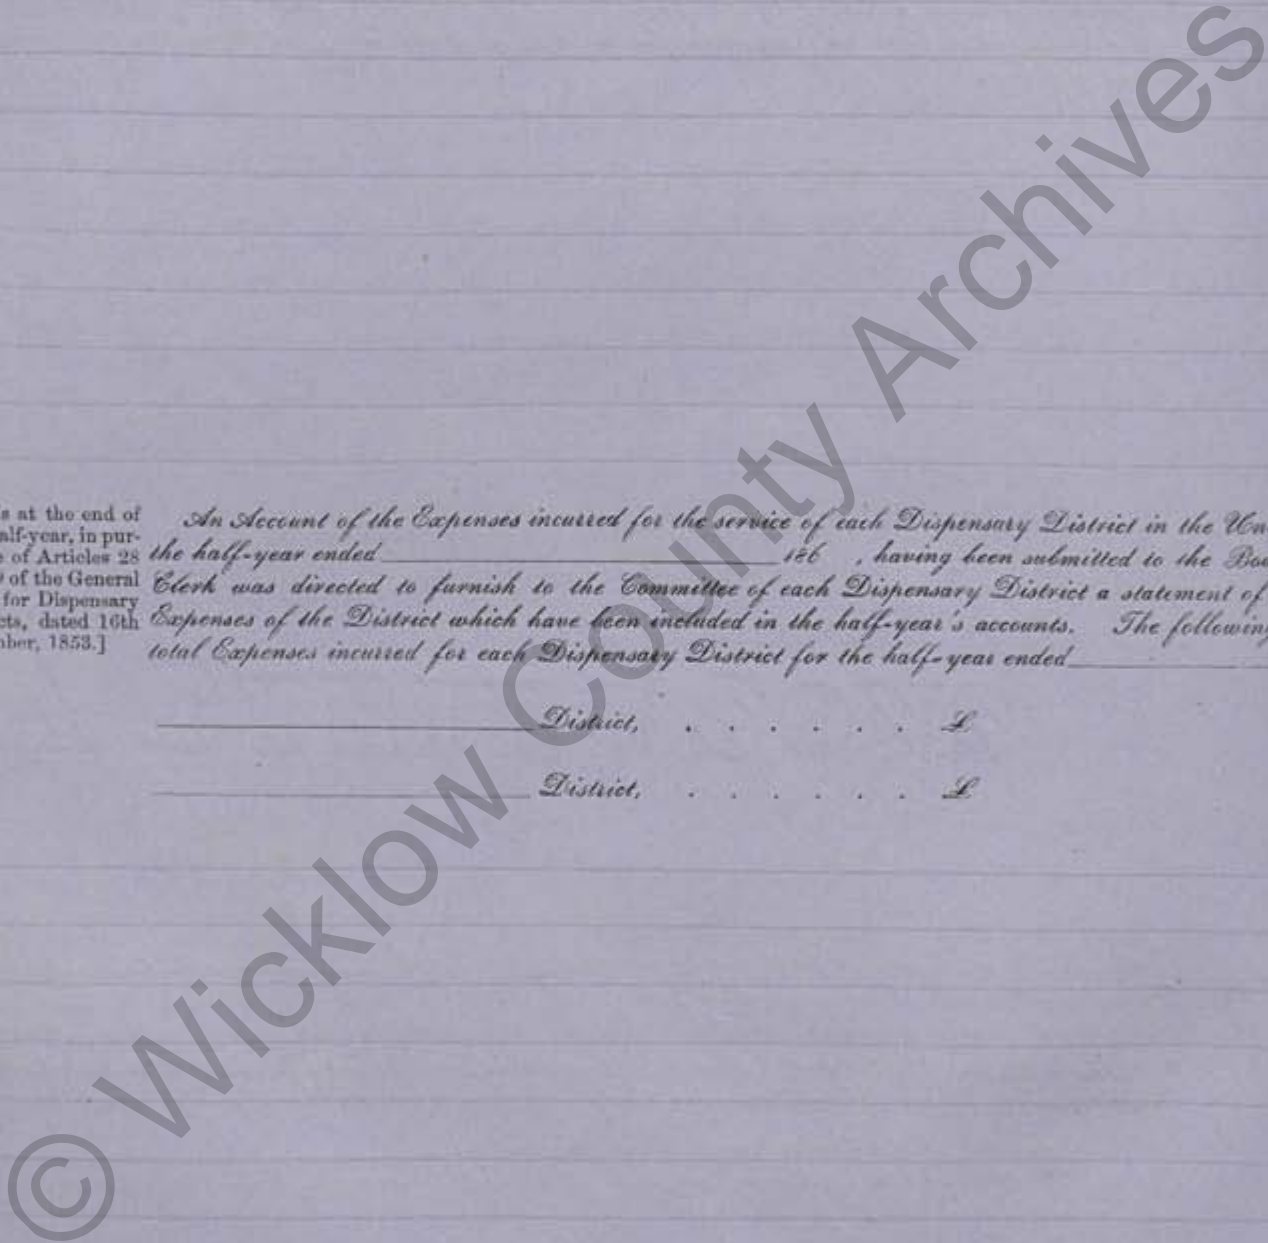 s at the end of
alf-year, in pur-
e of Articles 28
of the General
for Dispensary
cts, dated 16th
ber, 1853.]
An Account of the Expenses incurred for the service of each Dispensary District in the Un
the half-year ended 186 , having been submitted to the Boa
Clerk was directed to furnish to the Committee of each Dispensary District a statement of
Expenses of the District which have been included in the half-year's accounts. The following
total Expenses incurred for each Dispensary District for the half-year ended
District, . . . . . . £
District, . . . . . . £
© Wicklow County Archives